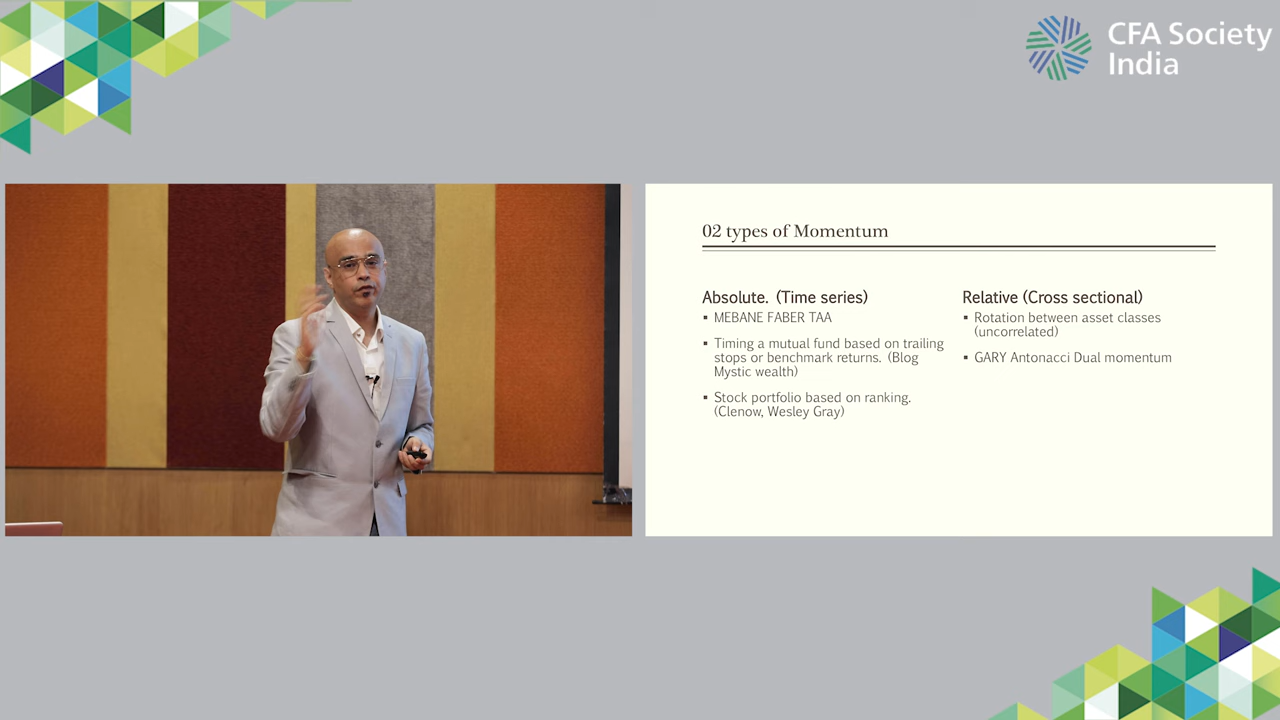 CFA Society
India
02 types of Momentum
Absolute. (Time series)
▪ MEBANE FABER TAA
▪ Timing a mutual fund based on trailing
stops or benchmark returns. (Blog
Mystic wealth)
▪ Stock portfolio based on ranking.
(Clenow, Wesley Gray)
Relative (Cross sectional)
▪ Rotation between asset classes
(uncorrelated)
▪ GARY Antonacci Dual momentum